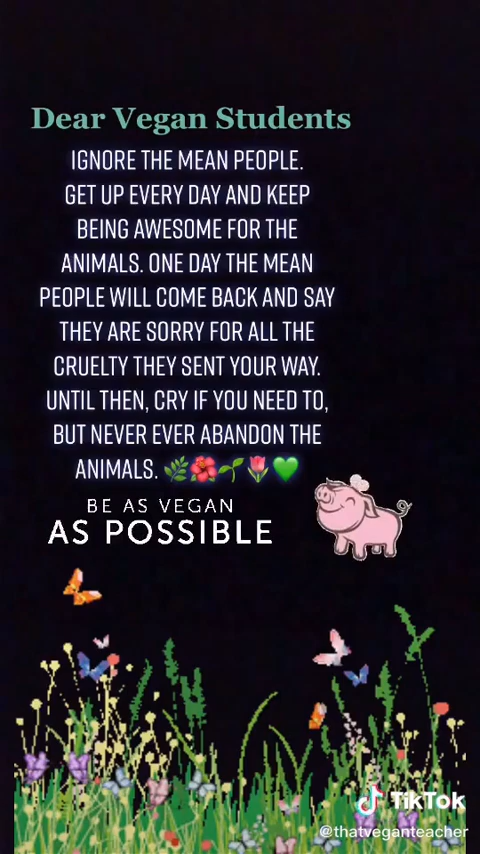 Dear Vegan Students
IGNORE THE MEAN PEOPLE.
GET UP EVERY DAY AND KEEP
BEING AWESOME FOR THE
ANIMALS. ONE DAY THE MEAN
PEOPLE WILL COME BACK AND SAY
THEY ARE SORRY FOR ALL THE
CRUELTY THEY SENT YOUR WAY.
UNTIL THEN, CRY IF YOU NEED TO,
BUT NEVER EVER ABANDON THE
ANIMALS. 🌿🌺🌱🌷💚
BE AS VEGAN
AS POSSIBLE
TikTok
@thatveganteacher